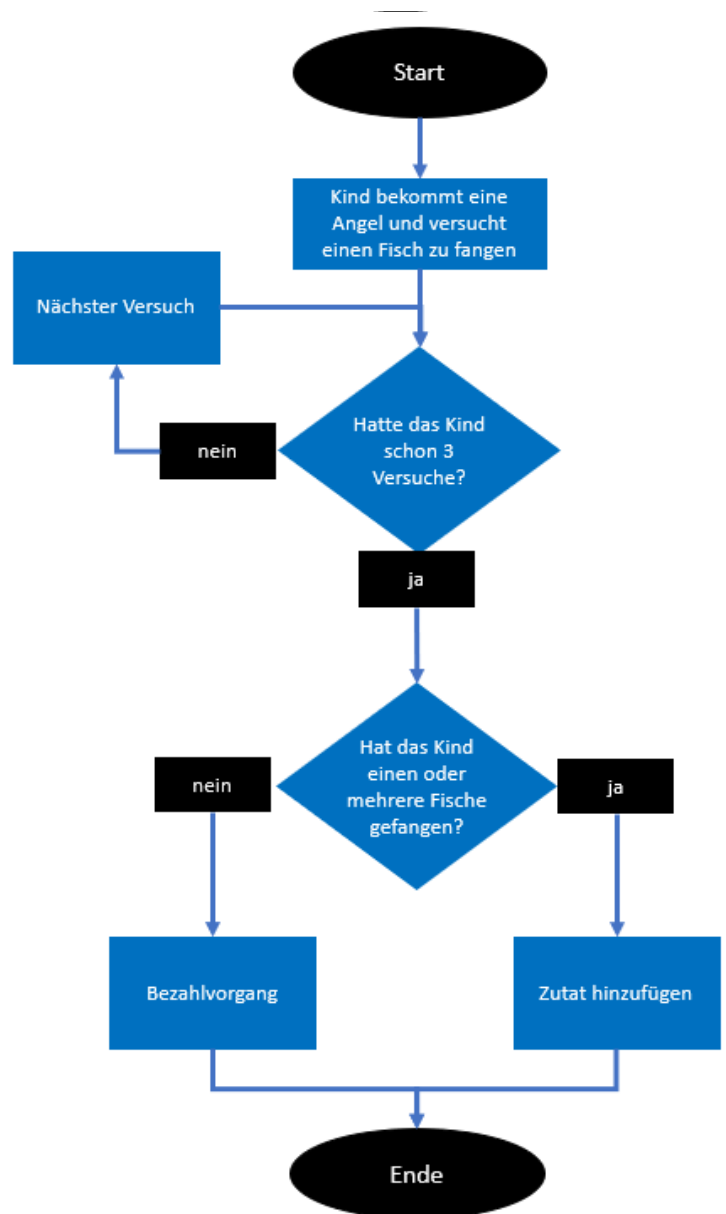 Start
Kind bekommt eine
Angel und versucht
einen Fisch zu fangen
Nächster Versuch
Hatte das Kind
schon 3
Versuche?
nein
ja
Hat das Kind
einen oder
mehrere Fische
gefangen?
nein
ja
Bezahlvorgang
Zutat hinzufügen
Ende